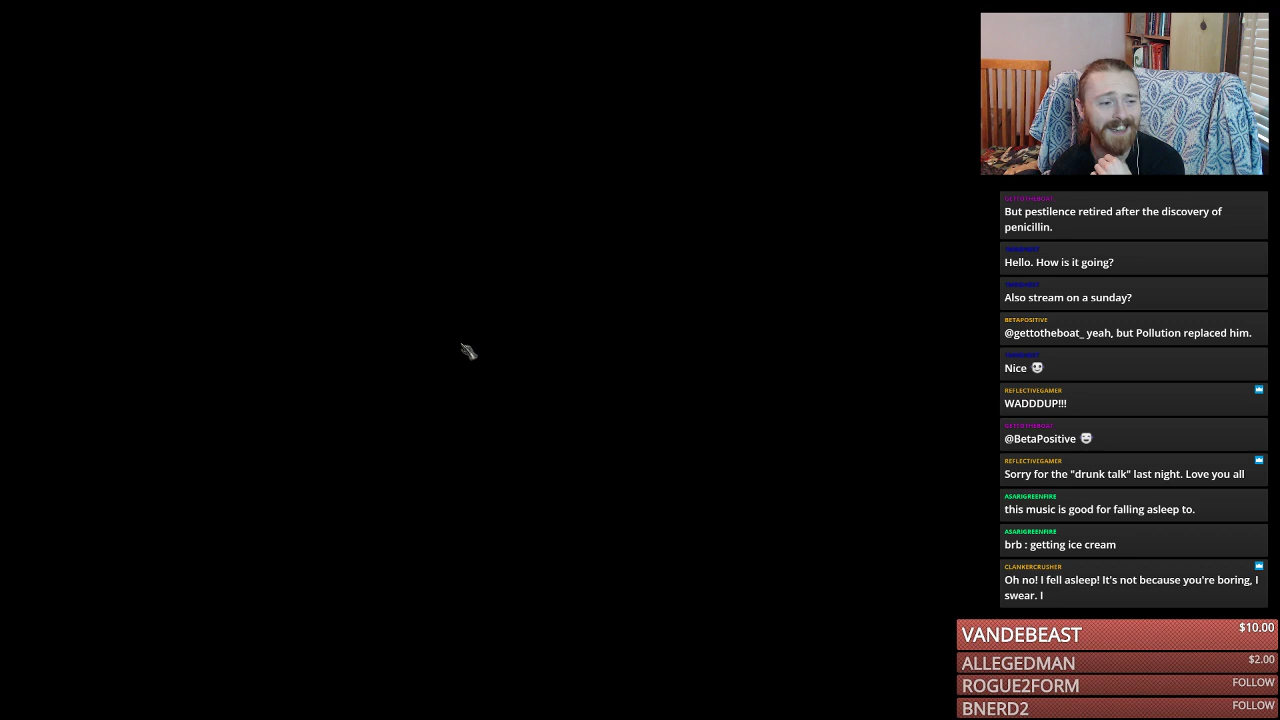 GETTOTHEBOAT_
But pestilence retired after the discovery of
penicillin.
Hello. How is it going?
Also stream on a sunday?
BETAPOSITIVE
@gettotheboat_ yeah, but Pollution replaced him.
Nice
REFLECTIVEGAMER
WADDDUP!!!
GETTOTHEBOAT_
@BetaPositive
REFLECTIVEGAMER
Sorry for the "drunk talk" last night. Love you all
ASARIGREENFIRE
this music is good for falling asleep to.
ASARIGREENFIRE
brb : getting ice cream
CLANKERCRUSHER
Oh no! I fell asleep! It's not because you're boring, I
swear. I
VANDEBEAST $10.00
ALLEGEDMAN $2.00
ROGUE2FORM FOLLOW
BNERD2 FOLLOW